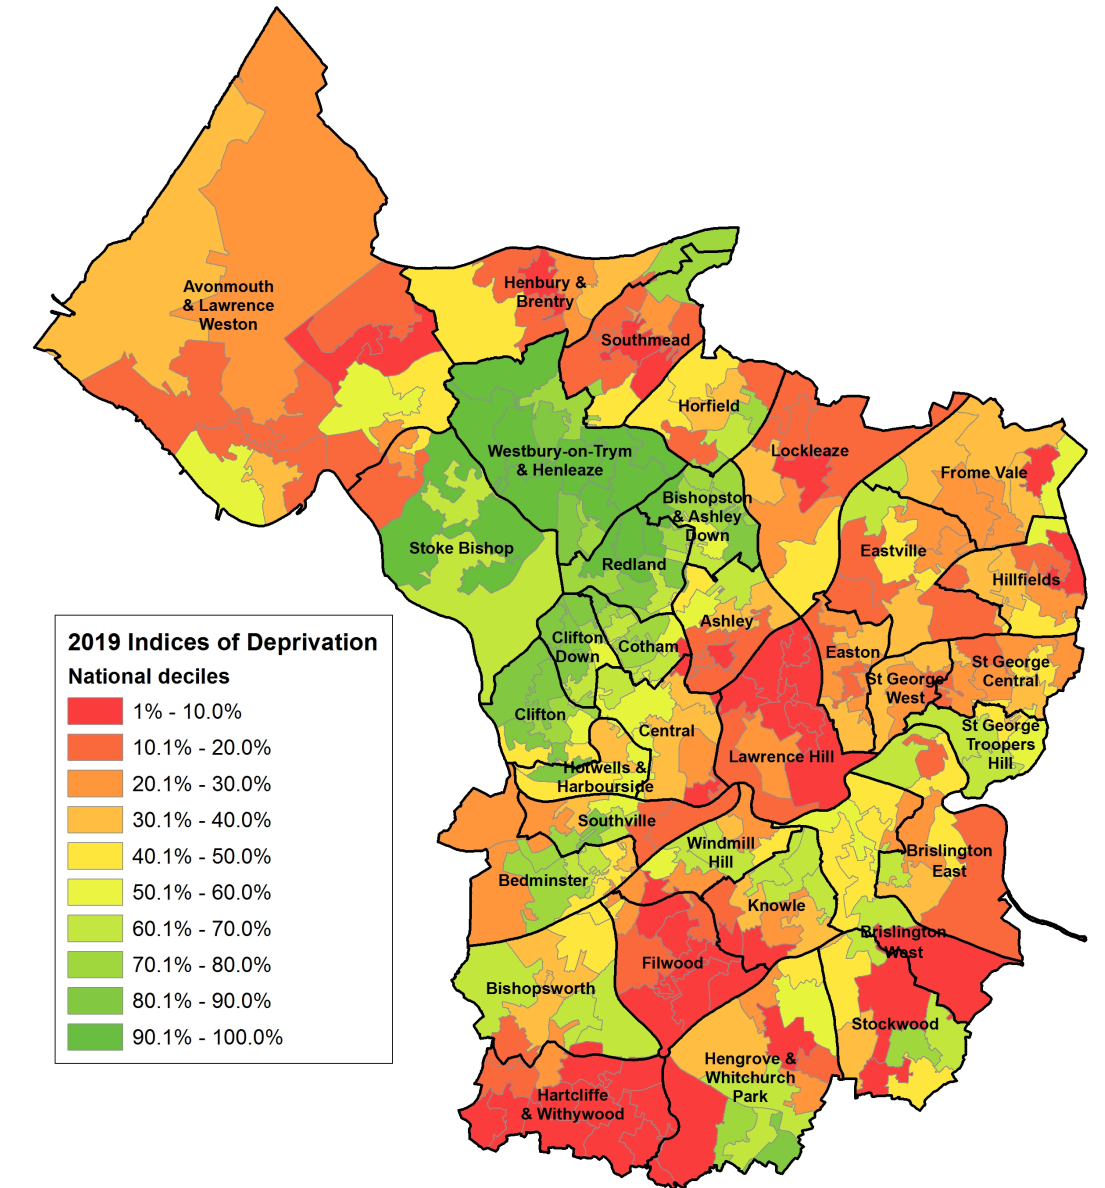 Avonmouth
& Lawrence
Weston
Henbury &
Brentry
Southmead
Horfield
Lockleaze
Westbury-on-Trym
& Henleaze
Frome Vale
Bishopston
& Ashley
Down
Stoke Bishop
Eastville
Redland
Hillfields
Ashley
Clifton
Down
Cotham
Easton
St George
West
St George
Central
Clifton
Central
St George
Troopers
Hill
Lawrence Hill
Hotwells &
Harbourside
Southville
Windmill
Hill
Brislington
East
Bedminster
Knowle
Brislington
West
Filwood
Bishopsworth
Stockwood
Hengrove &
Whitchurch
Park
Hartcliffe
& Withywood
2019 Indices of Deprivation
National deciles
1% - 10.0%
10.1% - 20.0%
20.1% - 30.0%
30.1% - 40.0%
40.1% - 50.0%
50.1% - 60.0%
60.1% - 70.0%
70.1% - 80.0%
80.1% - 90.0%
90.1% - 100.0%